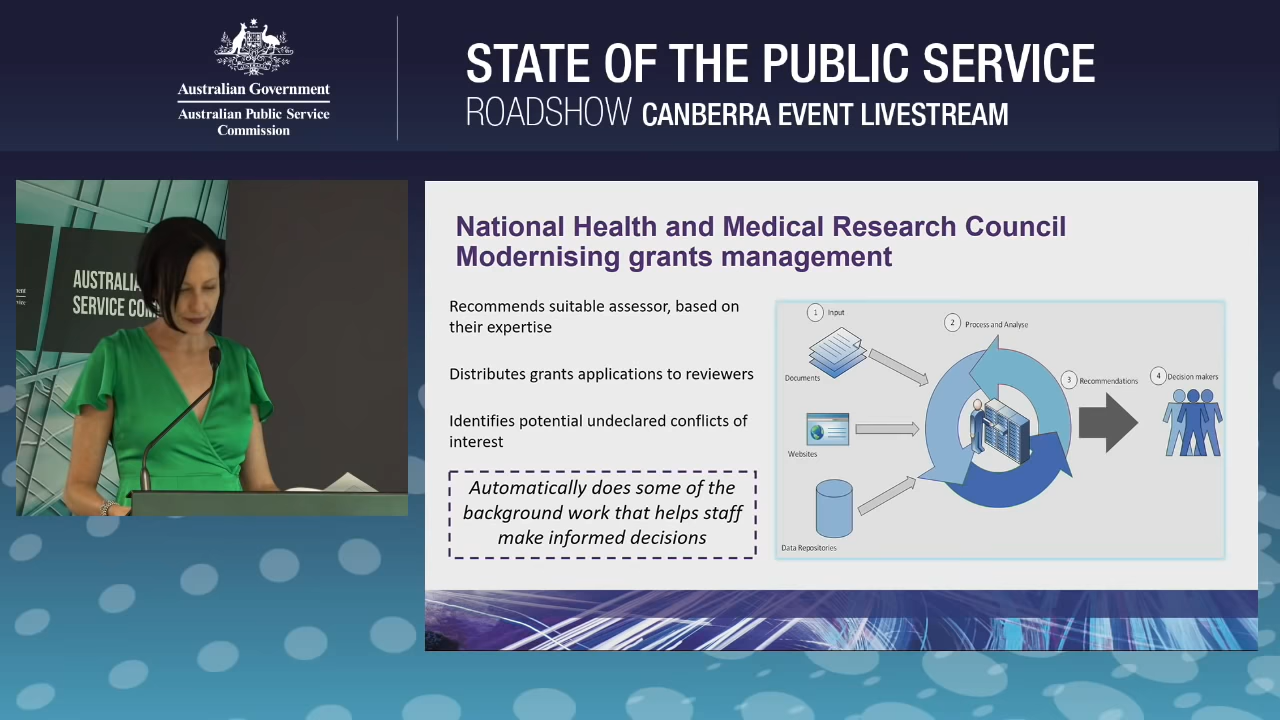 Australian Government
Australian Public Service
Commission
STATE OF THE PUBLIC SERVICE
ROADSHOW CANBERRA EVENT LIVESTREAM
AUSTRALIA
SERVICE COM
National Health and Medical Research Council
Modernising grants management
Recommends suitable assessor, based on
their expertise
Distributes grants applications to reviewers
Identifies potential undeclared conflicts of
interest
Automatically does some of the
background work that helps staff
make informed decisions
1 Input
2 Process and Analyse
3 Recommendations
4 Decision makers
Documents
Websites
Data Repositories